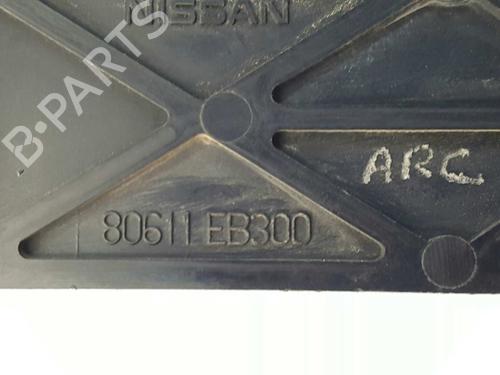 NISSAN
B-PARTS
ARC
80611 EB300